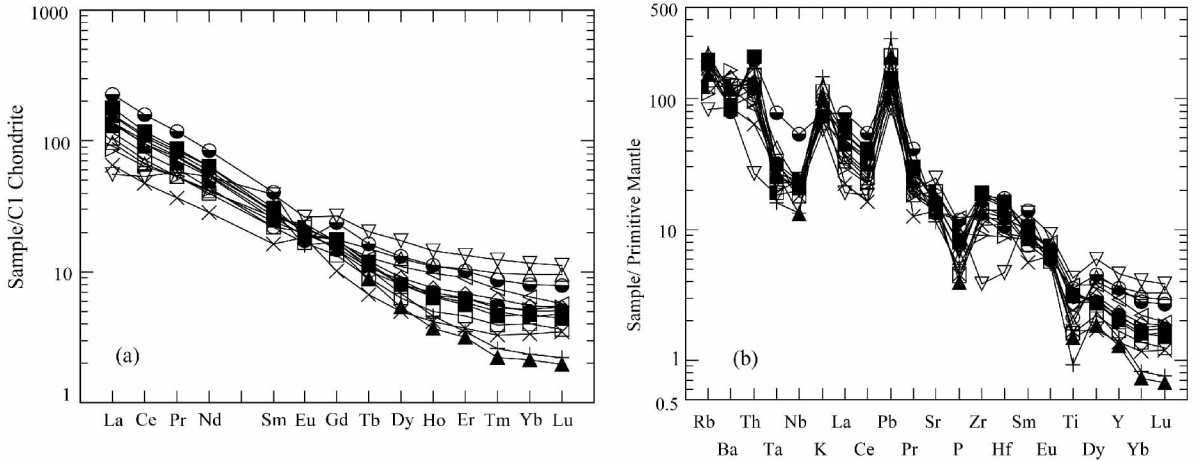 1000
100
10
1
Sample/C1 Chondrite
(a)
La Ce Pr Nd Sm Eu Gd Tb Dy Ho Er Tm Yb Lu
500
100
10
1
0.5
Sample/ Primitive Mantle
(b)
Rb Th Nb La Pb Sr Zr Sm Ti Y Lu
Ba Ta K Ce Pr P Hf Eu Dy Yb